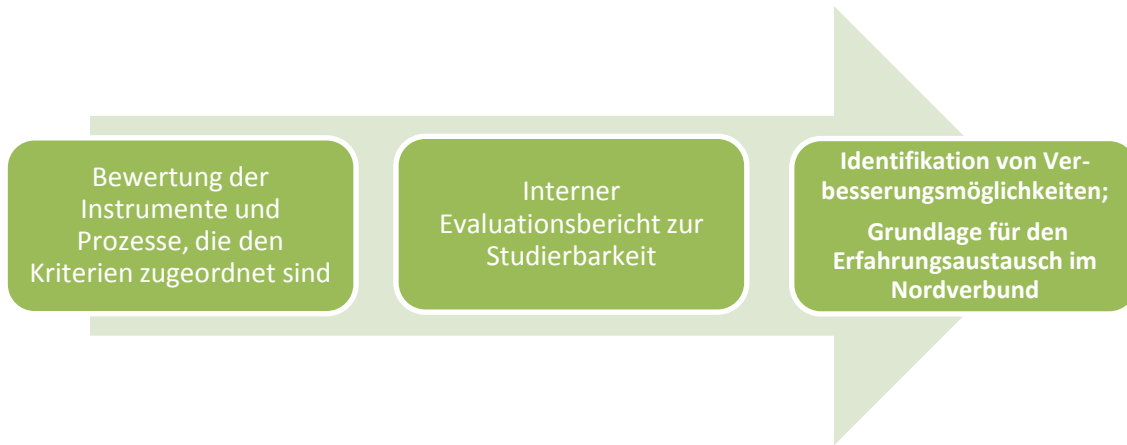 Bewertung der
Instrumente und
Prozesse, die den
Kriterien zugeordnet sind
Interner
Evaluationsbericht zur
Studierbarkeit
Identifikation von Ver-
besserungsmöglichkeiten;
Grundlage für den
Erfahrungsaustausch im
Nordverbund